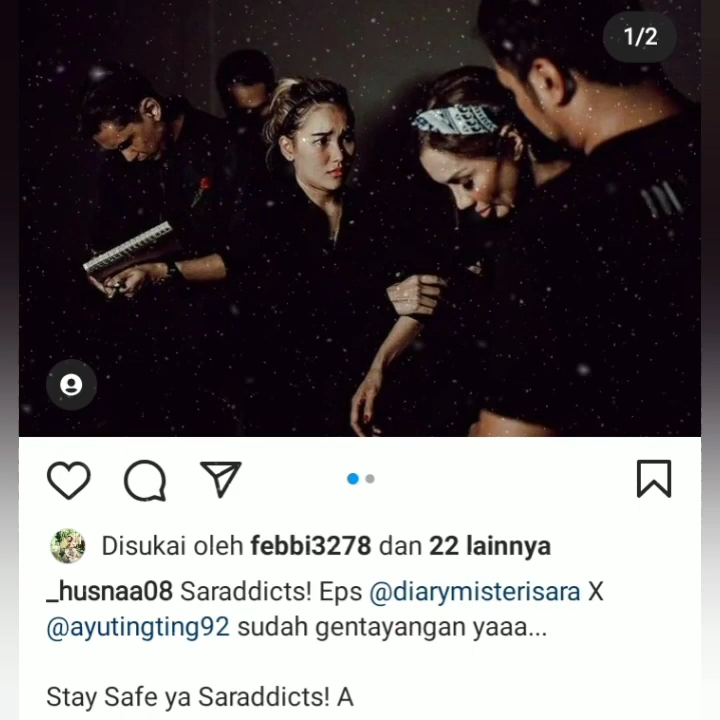 1/2
Disukai oleh febbi3278 dan 22 lainnya
_husnaa08 Saraddicts! Eps @diarymisterisara X
@ayutingting92 sudah gentayangan yaaa...
Stay Safe ya Saraddicts! A